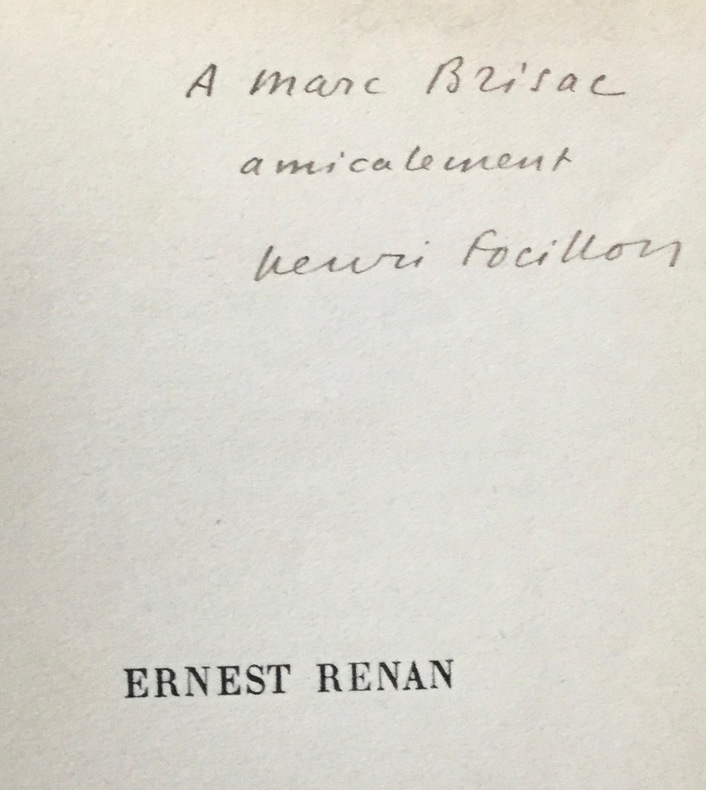 A Marc Brisac
amicalement
henri Focillon
ERNEST RENAN